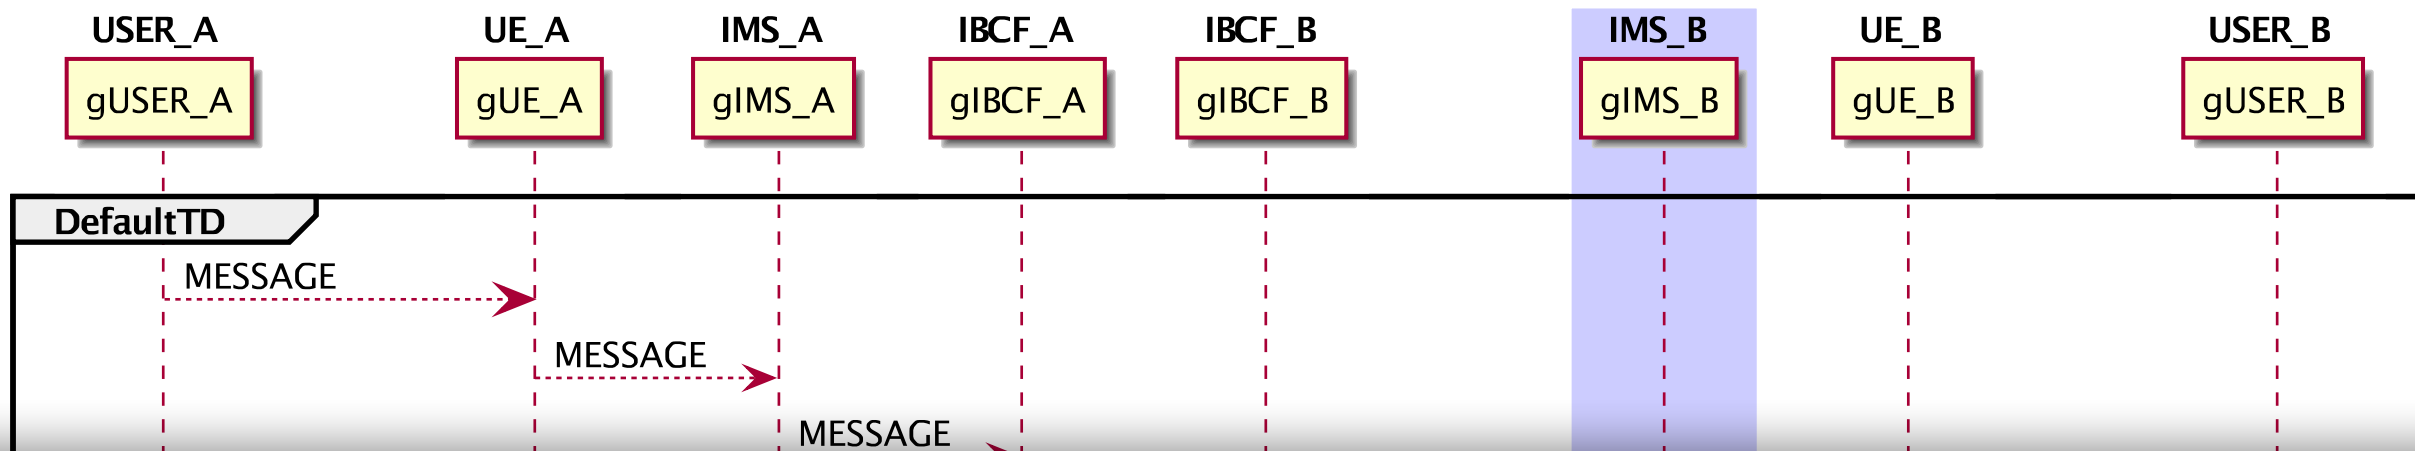 USER_A UE_A IMS_A IBCF_A IBCF_B IMS_B UE_B USER_B
gUSER_A gUE_A gIMS_A gIBCF_A gIBCF_B gIMS_B gUE_B gUSER_B
DefaultTD
MESSAGE
MESSAGE
MESSAGE